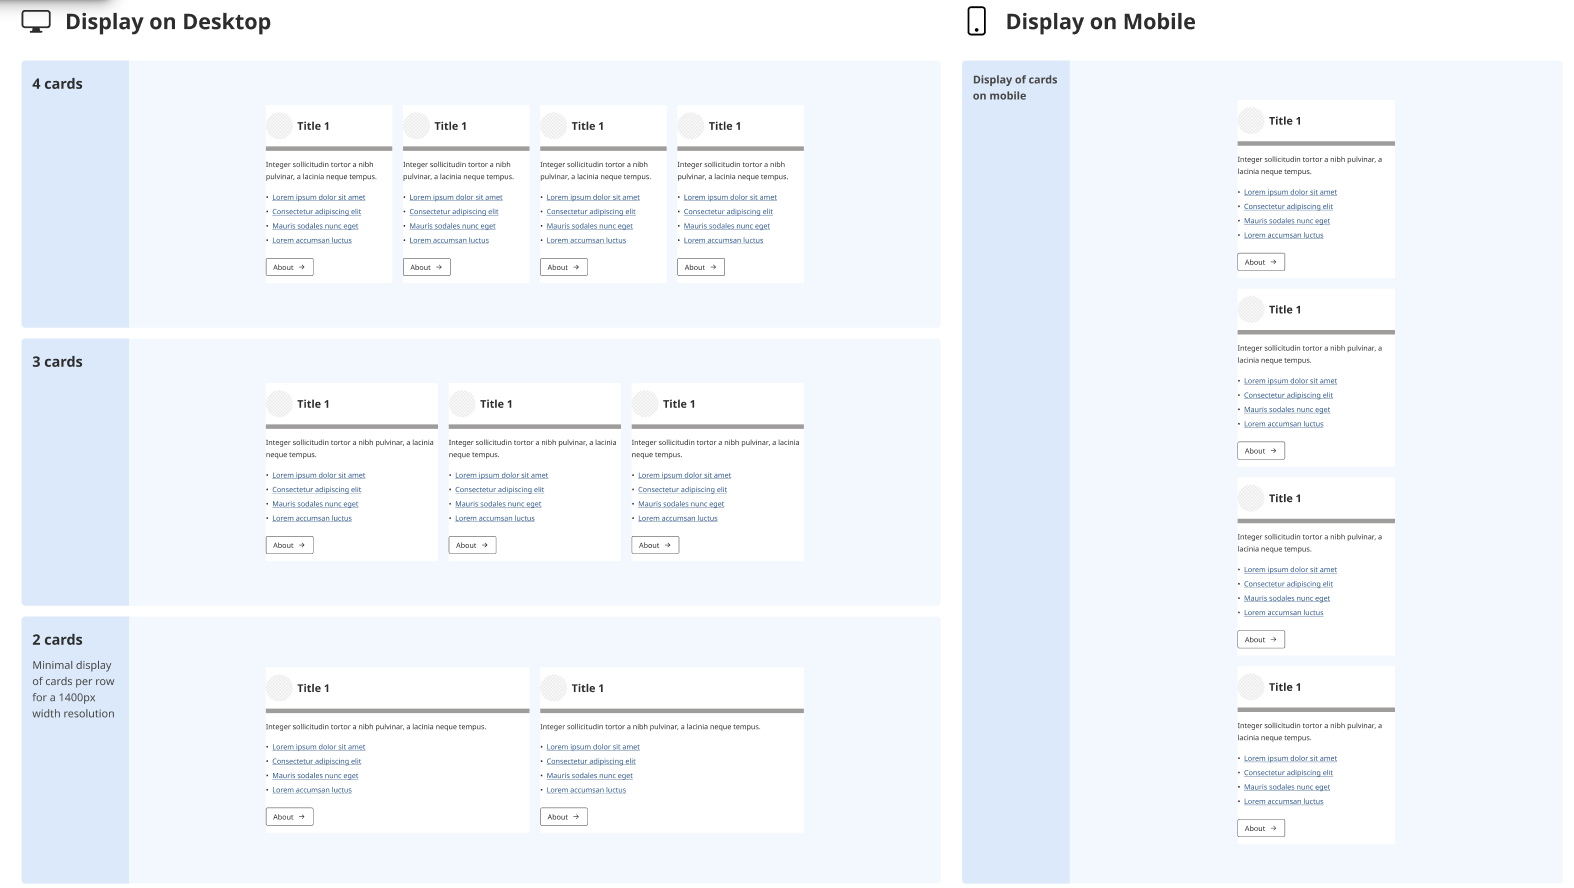 Display on Desktop
4 cards
Title 1
Integer sollicitudin tortor a nibh
pulvinar, a lacinia neque tempus.
• Lorem ipsum dolor sit amet
• Consectetur adipiscing elit
• Mauris sodales nunc eget
• Lorem accumsan luctus
About →
Title 1
Integer sollicitudin tortor a nibh
pulvinar, a lacinia neque tempus.
• Lorem ipsum dolor sit amet
• Consectetur adipiscing elit
• Mauris sodales nunc eget
• Lorem accumsan luctus
About →
Title 1
Integer sollicitudin tortor a nibh
pulvinar, a lacinia neque tempus.
• Lorem ipsum dolor sit amet
• Consectetur adipiscing elit
• Mauris sodales nunc eget
• Lorem accumsan luctus
About →
Title 1
Integer sollicitudin tortor a nibh
pulvinar, a lacinia neque tempus.
• Lorem ipsum dolor sit amet
• Consectetur adipiscing elit
• Mauris sodales nunc eget
• Lorem accumsan luctus
About →
3 cards
Title 1
Integer sollicitudin tortor a nibh pulvinar, a lacinia
neque tempus.
• Lorem ipsum dolor sit amet
• Consectetur adipiscing elit
• Mauris sodales nunc eget
• Lorem accumsan luctus
About →
Title 1
Integer sollicitudin tortor a nibh pulvinar, a lacinia
neque tempus.
• Lorem ipsum dolor sit amet
• Consectetur adipiscing elit
• Mauris sodales nunc eget
• Lorem accumsan luctus
About →
Title 1
Integer sollicitudin tortor a nibh pulvinar, a lacinia
neque tempus.
• Lorem ipsum dolor sit amet
• Consectetur adipiscing elit
• Mauris sodales nunc eget
• Lorem accumsan luctus
About →
2 cards
Minimal display
of cards per row
for a 1400px
width resolution
Title 1
Integer sollicitudin tortor a nibh pulvinar, a lacinia neque tempus.
• Lorem ipsum dolor sit amet
• Consectetur adipiscing elit
• Mauris sodales nunc eget
• Lorem accumsan luctus
About →
Title 1
Integer sollicitudin tortor a nibh pulvinar, a lacinia neque tempus.
• Lorem ipsum dolor sit amet
• Consectetur adipiscing elit
• Mauris sodales nunc eget
• Lorem accumsan luctus
About →
Display on Mobile
Display of cards
on mobile
Title 1
Integer sollicitudin tortor a nibh pulvinar, a
lacinia neque tempus.
• Lorem ipsum dolor sit amet
• Consectetur adipiscing elit
• Mauris sodales nunc eget
• Lorem accumsan luctus
About →
Title 1
Integer sollicitudin tortor a nibh pulvinar, a
lacinia neque tempus.
• Lorem ipsum dolor sit amet
• Consectetur adipiscing elit
• Mauris sodales nunc eget
• Lorem accumsan luctus
About →
Title 1
Integer sollicitudin tortor a nibh pulvinar, a
lacinia neque tempus.
• Lorem ipsum dolor sit amet
• Consectetur adipiscing elit
• Mauris sodales nunc eget
• Lorem accumsan luctus
About →
Title 1
Integer sollicitudin tortor a nibh pulvinar, a
lacinia neque tempus.
• Lorem ipsum dolor sit amet
• Consectetur adipiscing elit
• Mauris sodales nunc eget
• Lorem accumsan luctus
About →